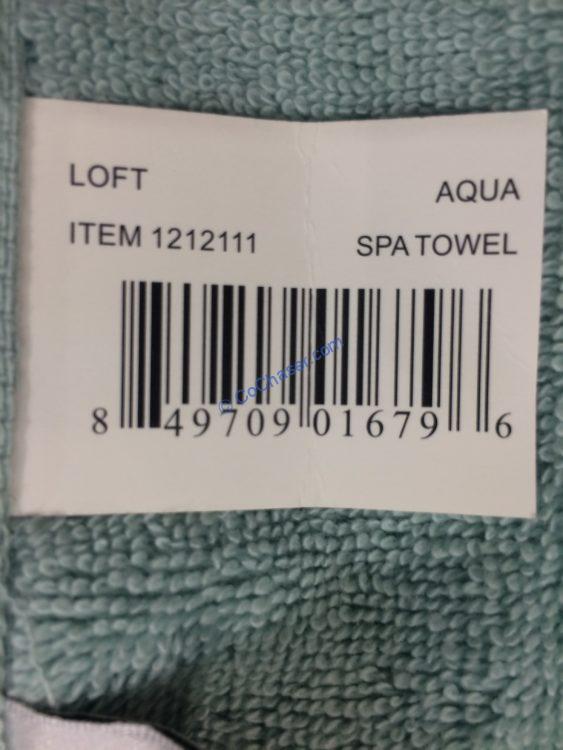 LOFT
AQUA
ITEM 1212111
SPA TOWEL
© CoChaser.com
8 49709 01679 6